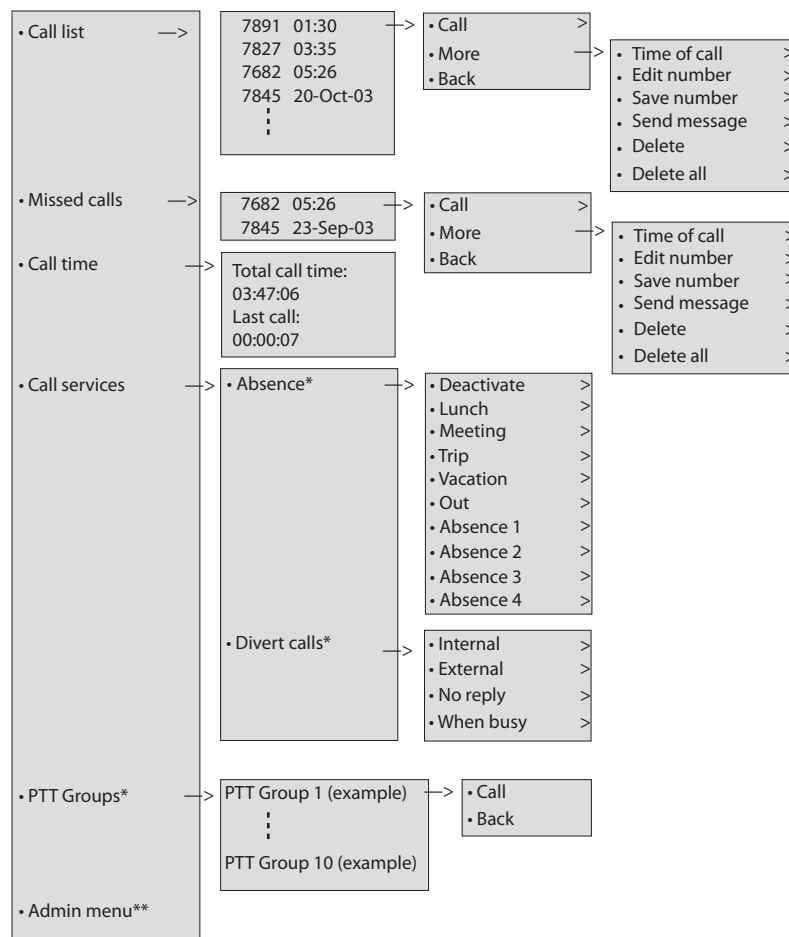 • Call list —>
7891 01:30 —>
7827 03:35
7682 05:26
7845 20-Oct-03
• Call >
• More —>
• Back
• Time of call >
• Edit number >
• Save number >
• Send message >
• Delete >
• Delete all >
• Missed calls —>
7682 05:26 —>
7845 23-Sep-03
• Call >
• More —>
• Back
• Time of call >
• Edit number >
• Save number >
• Send message >
• Delete >
• Delete all >
• Call time —>
Total call time:
03:47:06
Last call:
00:00:07
• Call services —>
• Absence* —>
• Deactivate >
• Lunch >
• Meeting >
• Trip >
• Vacation >
• Out >
• Absence 1 >
• Absence 2 >
• Absence 3 >
• Absence 4 >
• Divert calls* —>
• Internal >
• External >
• No reply >
• When busy >
• PTT Groups* —>
PTT Group 1 (example) —>
PTT Group 10 (example)
• Call
• Back
• Admin menu**